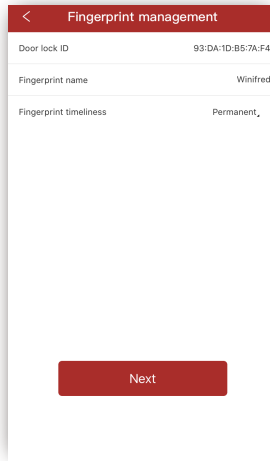 Fingerprint management
Door lock ID 93:DA:1D:B5:7A:F4
Fingerprint name Winifred
Fingerprint timeliness Permanent
Next